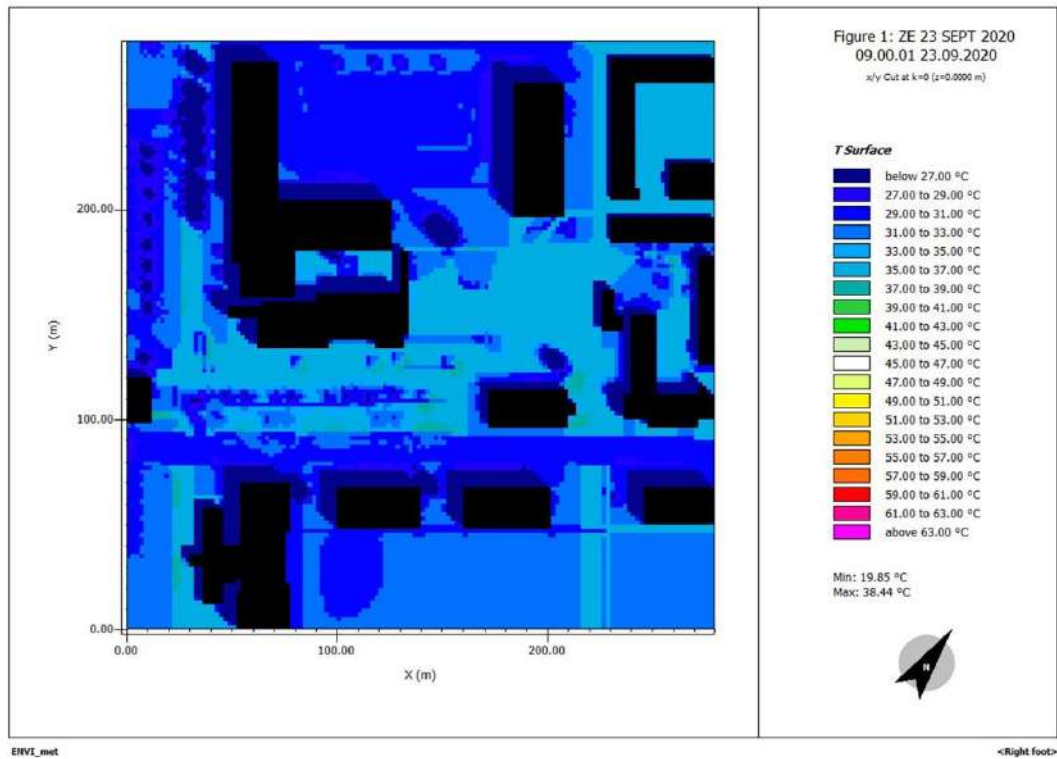 Figure 1: ZE 23 SEPT 2020
09.00.01 23.09.2020
x/y Cut at k=0 (z=0.0000 m)
T Surface
below 27.00 °C
27.00 to 29.00 °C
29.00 to 31.00 °C
31.00 to 33.00 °C
33.00 to 35.00 °C
35.00 to 37.00 °C
37.00 to 39.00 °C
39.00 to 41.00 °C
41.00 to 43.00 °C
43.00 to 45.00 °C
45.00 to 47.00 °C
47.00 to 49.00 °C
49.00 to 51.00 °C
51.00 to 53.00 °C
53.00 to 55.00 °C
55.00 to 57.00 °C
57.00 to 59.00 °C
59.00 to 61.00 °C
61.00 to 63.00 °C
above 63.00 °C
Min: 19.85 °C
Max: 38.44 °C
N
200.00
Y (m)
100.00
0.00
0.00 100.00 200.00
X (m)
ENVI_met <Right foot>